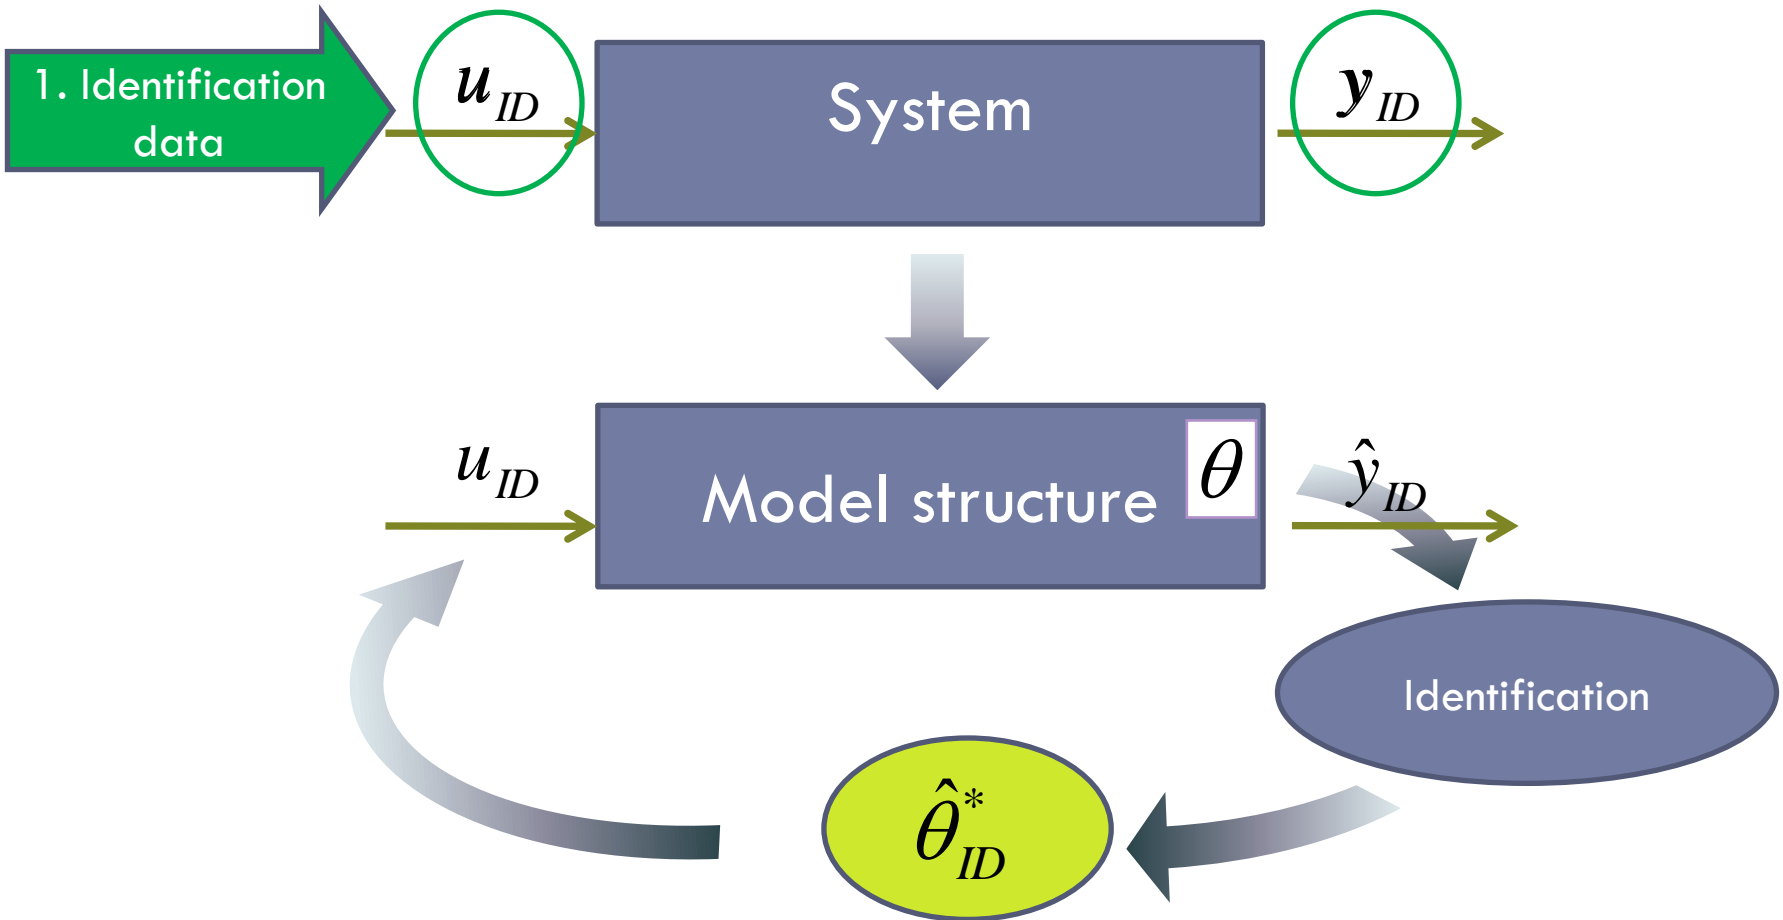 1. Identification
data
u_ID
System
y_ID
u_ID
Model structure
θ
ŷ_ID
Identification
θ̂*_ID